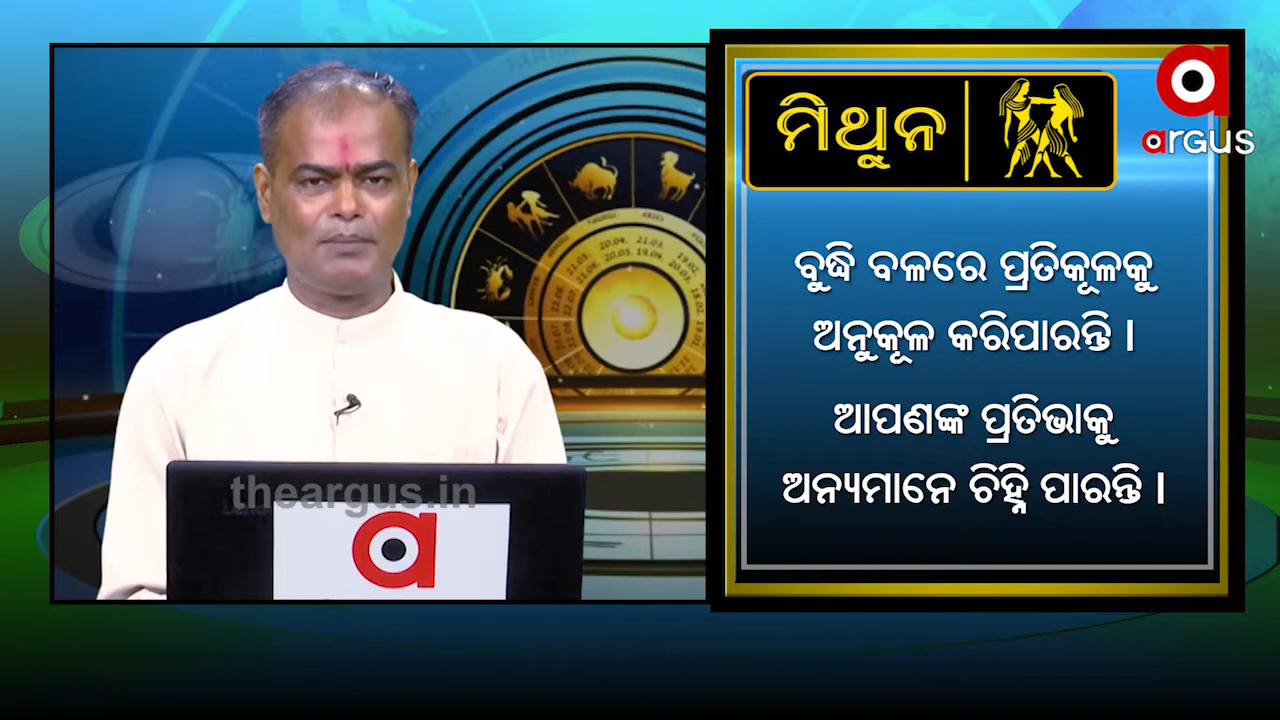 ମିଥୁନ
argus
ବୁଦ୍ଧି ବଳରେ ପ୍ରତିକୂଳକୁ
ଅନୁକୂଳ କରିପାରନ୍ତି ।
ଆପଣଙ୍କ ପ୍ରତିଭାକୁ
ଅନ୍ୟମାନେ ଚିହ୍ନି ପାରନ୍ତି ।
theargus.in